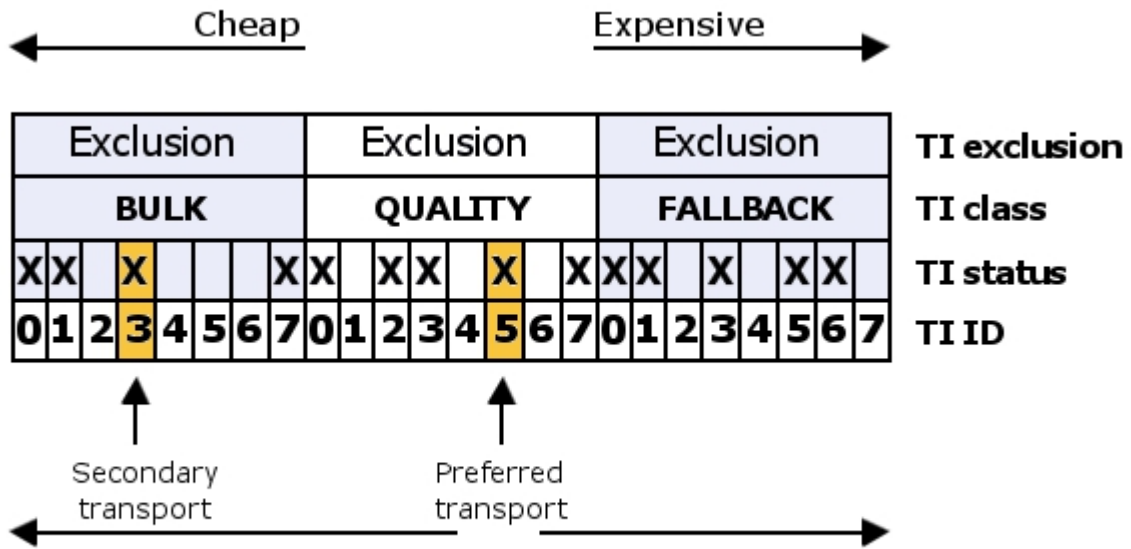 Cheap Expensive
Exclusion Exclusion Exclusion TI exclusion
BULK QUALITY FALLBACK TI class
X X X X X X X X X X X X X X TI status
0 1 2 3 4 5 6 7 0 1 2 3 4 5 6 7 0 1 2 3 4 5 6 7 TI ID
Secondary Preferred
transport transport